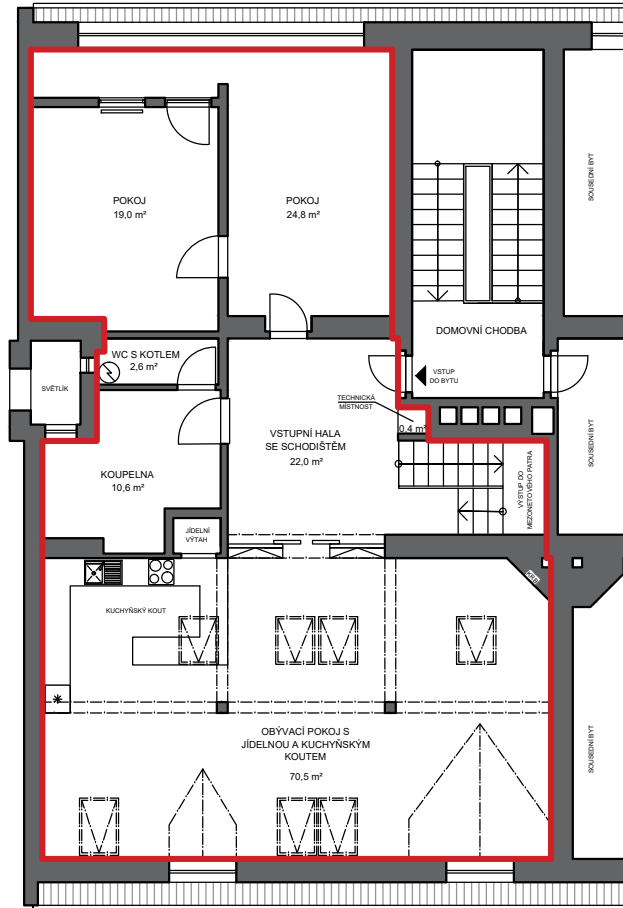 POKOJ
19,0 m²
POKOJ
24,8 m²
SOUSEDNÍ BYT
DOMOVNÍ CHODBA
WC S KOTLEM
2,6 m²
SVĚTLÍK
VSTUP
DO BYTU
TECHNICKÁ
MÍSTNOST
0,4 m²
VSTUPNÍ HALA
SE SCHODIŠTĚM
22,0 m²
SOUSEDNÍ BYT
KOUPELNA
10,6 m²
VÝSTUP DO
MEZONETOVÉHO PATRA
JÍDELNÍ
VÝTAH
KRB
KUCHYŇSKÝ KOUT
OBÝVACÍ POKOJ S
JÍDELNOU A KUCHYŇSKÝM
KOUTEM
70,5 m²
SOUSEDNÍ BYT